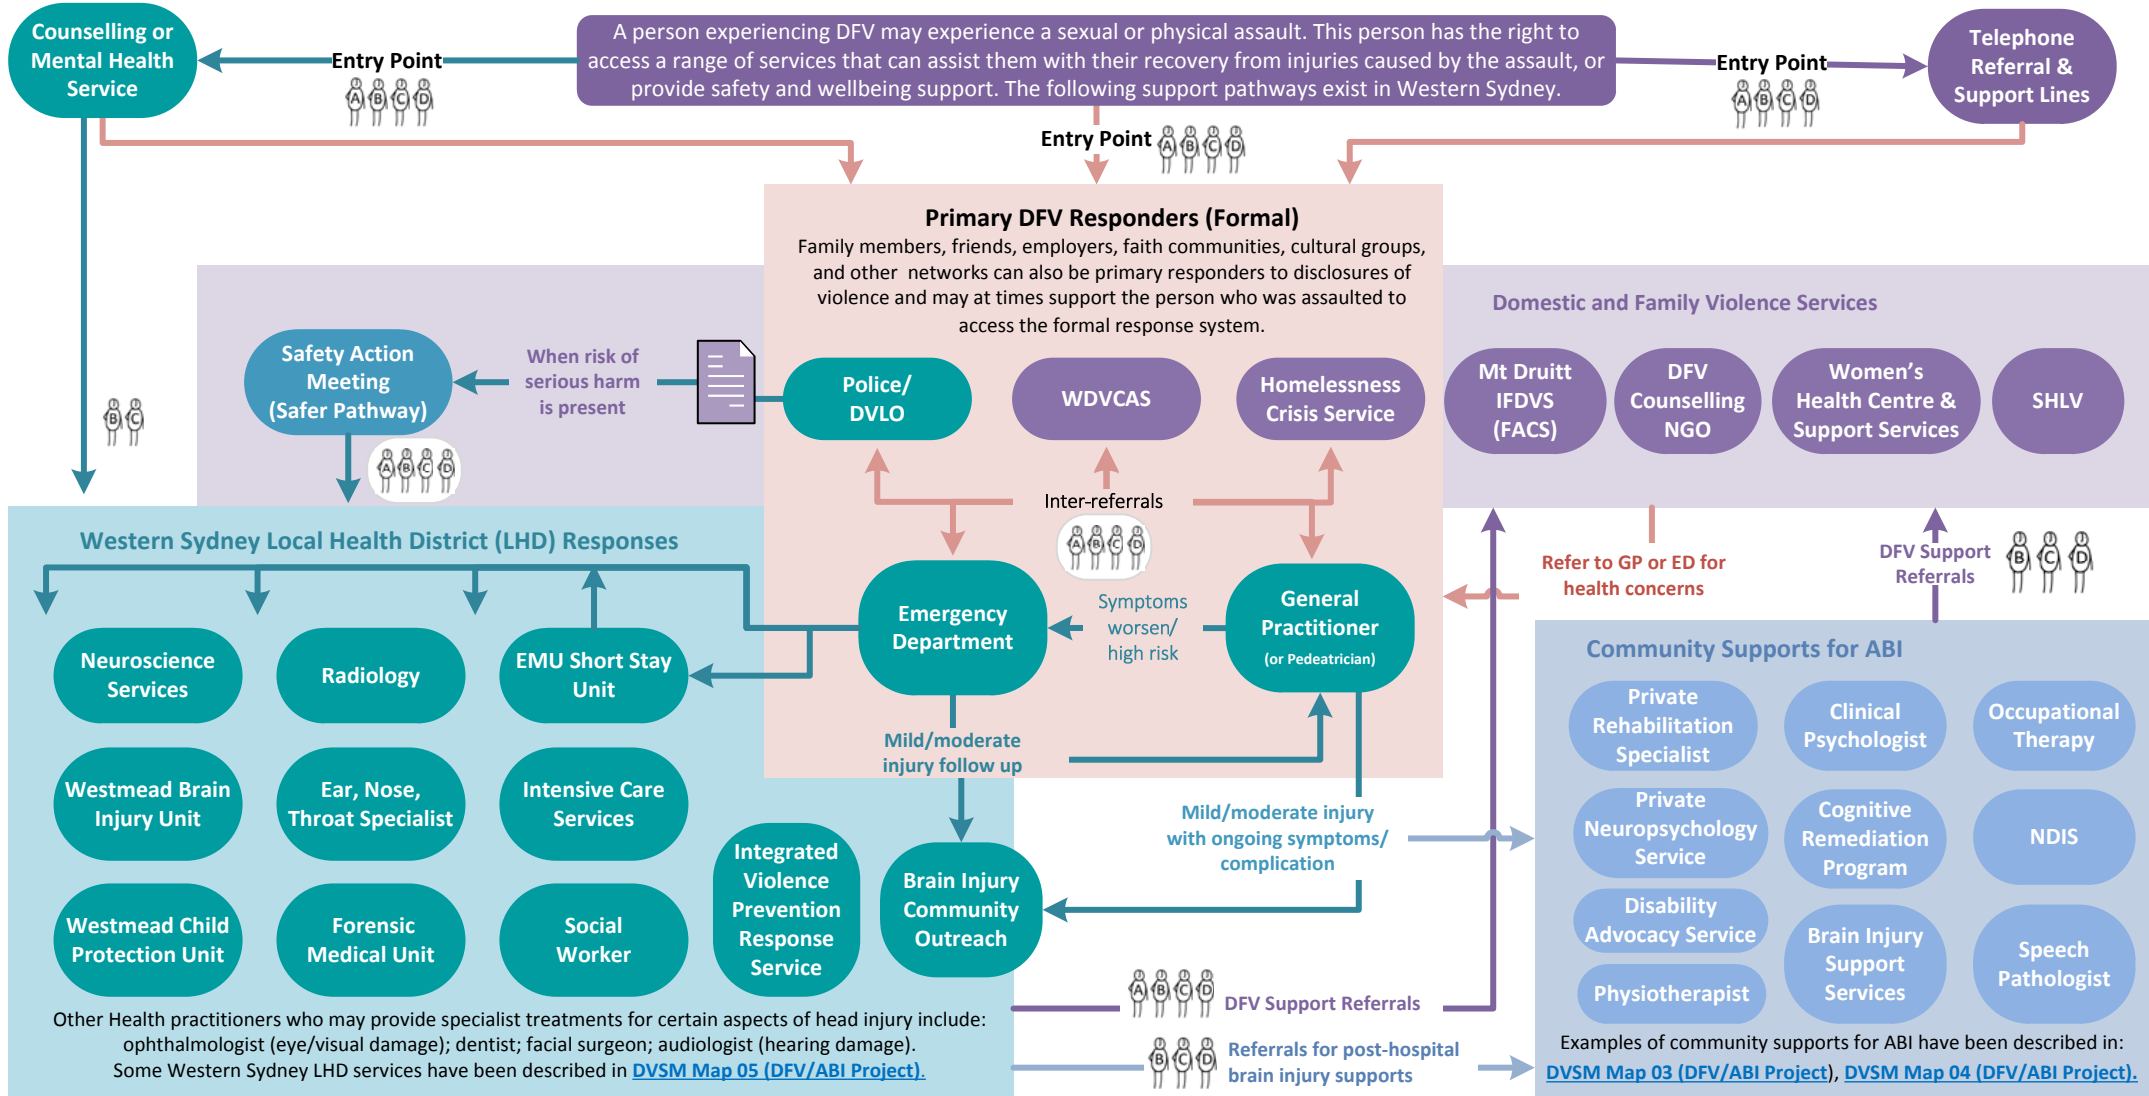 Counselling or
Mental Health
Service
Entry Point
A B C D
A person experiencing DFV may experience a sexual or physical assault. This person has the right to
access a range of services that can assist them with their recovery from injuries caused by the assault, or
provide safety and wellbeing support. The following support pathways exist in Western Sydney.
Entry Point
A B C D
Telephone
Referral &
Support Lines
Entry Point
A B C D
Primary DFV Responders (Formal)
Family members, friends, employers, faith communities, cultural groups,
and other networks can also be primary responders to disclosures of
violence and may at times support the person who was assaulted to
access the formal response system.
Domestic and Family Violence Services
Safety Action
Meeting
(Safer Pathway)
When risk of
serious harm
is present
Police/
DVLO
WDVCAS
Homelessness
Crisis Service
Mt Druitt
IFDVS
(FACS)
DFV
Counselling
NGO
Women's
Health Centre &
Support Services
SHLV
B C
A B C D
Inter-referrals
A B C D
Western Sydney Local Health District (LHD) Responses
Emergency
Department
Symptoms
worsen/
high risk
General
Practitioner
(or Pedeatrician)
Refer to GP or ED for
health concerns
DFV Support
Referrals
B C D
Neuroscience
Services
Radiology
EMU Short Stay
Unit
Mild/moderate
injury follow up
Westmead Brain
Injury Unit
Ear, Nose,
Throat Specialist
Intensive Care
Services
Westmead Child
Protection Unit
Forensic
Medical Unit
Social
Worker
Integrated
Violence
Prevention
Response
Service
Brain Injury
Community
Outreach
Mild/moderate injury
with ongoing symptoms/
complication
Community Supports for ABI
Private
Rehabilitation
Specialist
Clinical
Psychologist
Occupational
Therapy
Private
Neuropsychology
Service
Cognitive
Remediation
Program
NDIS
Disability
Advocacy Service
Brain Injury
Support
Services
Speech
Pathologist
Physiotherapist
A B C D
DFV Support Referrals
B C D
Referrals for post-hospital
brain injury supports
Other Health practitioners who may provide specialist treatments for certain aspects of head injury include:
ophthalmologist (eye/visual damage); dentist; facial surgeon; audiologist (hearing damage).
Some Western Sydney LHD services have been described in DVSM Map 05 (DFV/ABI Project).
Examples of community supports for ABI have been described in:
DVSM Map 03 (DFV/ABI Project), DVSM Map 04 (DFV/ABI Project).